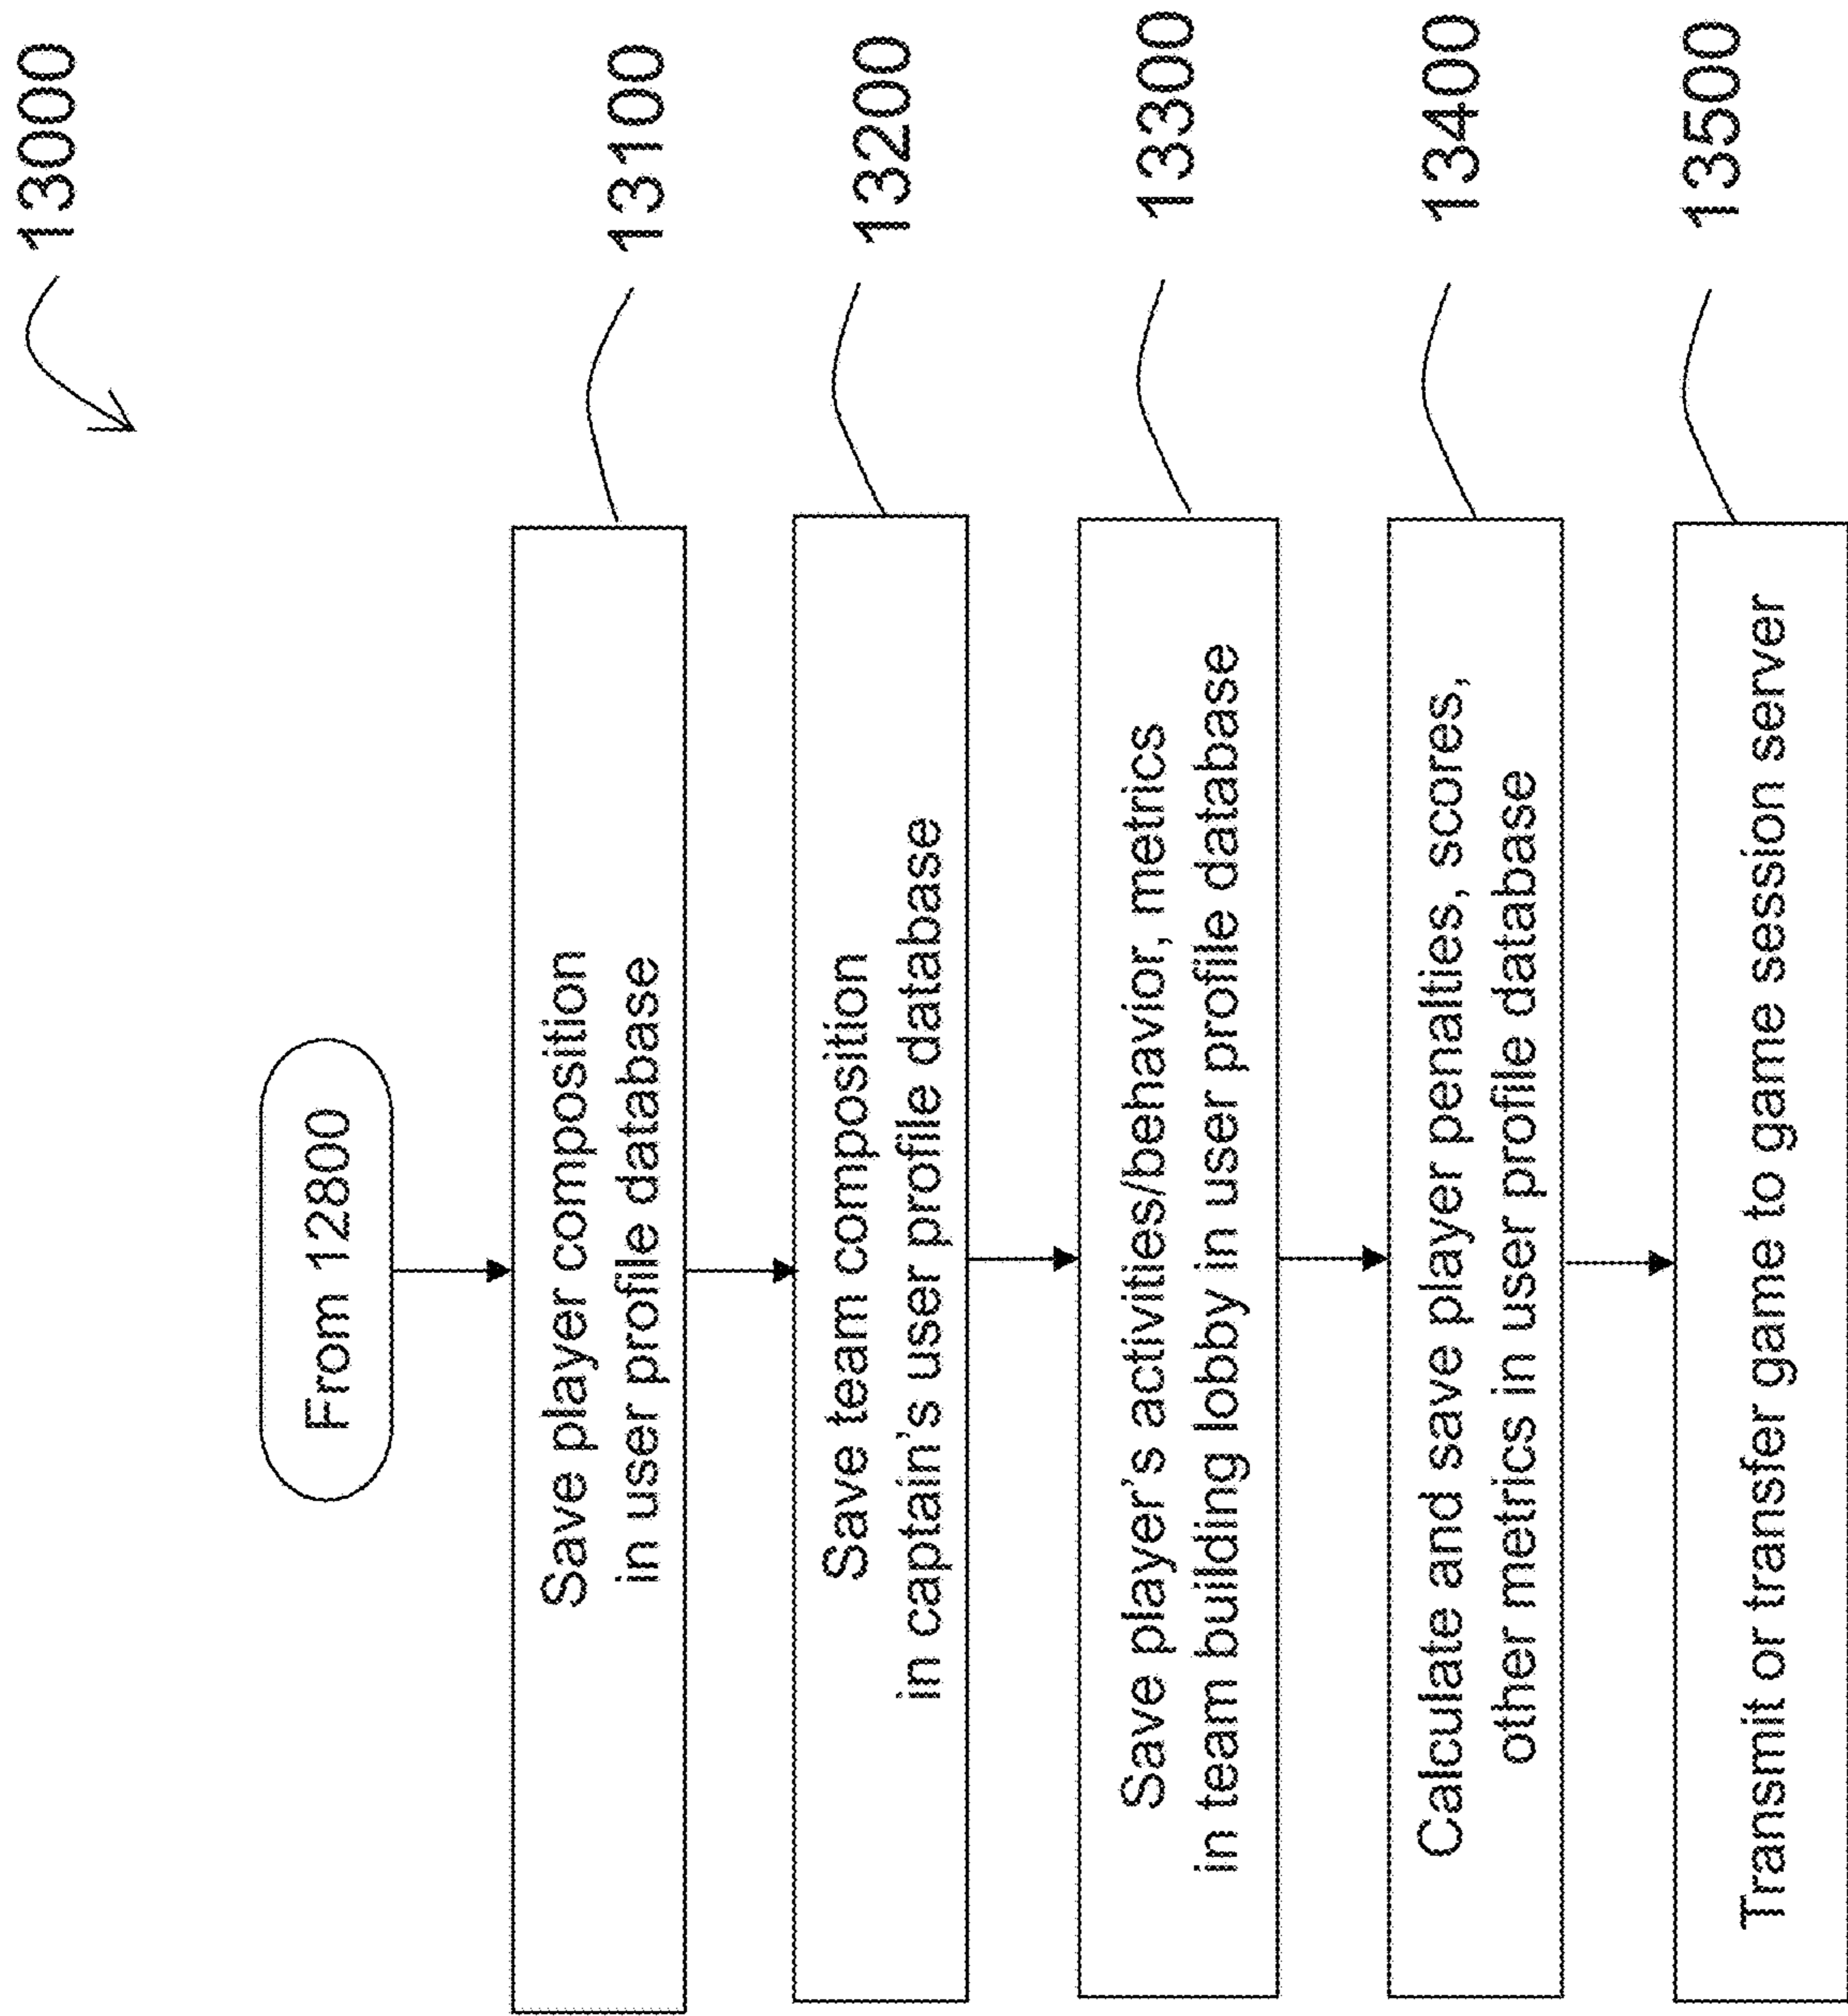 13000
From 12800
Save player composition
in user profile database
13100
Save team composition
in captain's user profile database
13200
Save player's activities/behavior, metrics
in team building lobby in user profile database
13300
Calculate and save player penalties, scores,
other metrics in user profile database
13400
Transmit or transfer game to game session server
13500